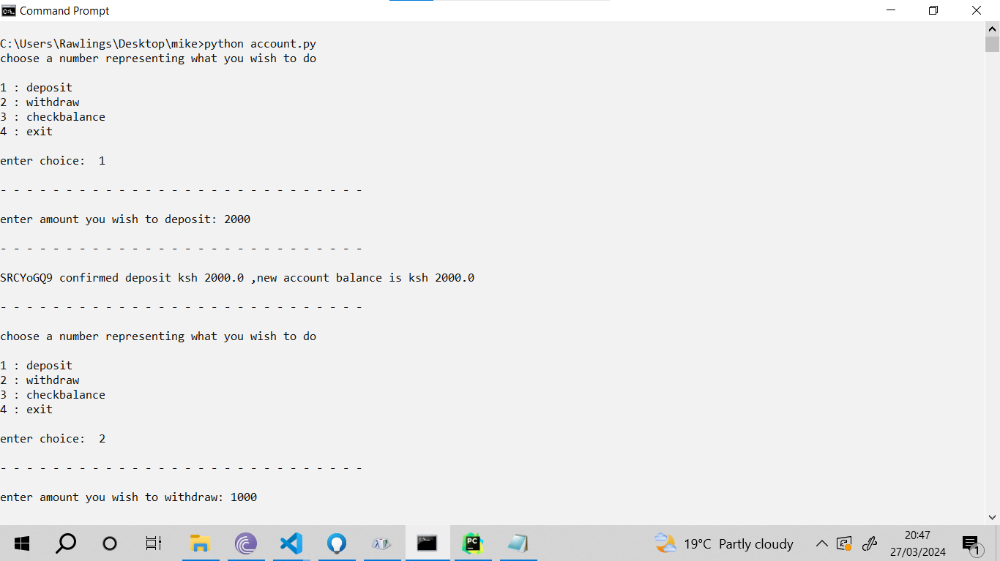 Command Prompt
C:\Users\Rawlings\Desktop\mike>python account.py
choose a number representing what you wish to do
1 : deposit
2 : withdraw
3 : checkbalance
4 : exit
enter choice:  1
- - - - - - - - - - - - - - - - - - - - - - - - - - - -
enter amount you wish to deposit: 2000
- - - - - - - - - - - - - - - - - - - - - - - - - - - -
SRCYoGQ9 confirmed deposit ksh 2000.0 ,new account balance is ksh 2000.0
- - - - - - - - - - - - - - - - - - - - - - - - - - - -
choose a number representing what you wish to do
1 : deposit
2 : withdraw
3 : checkbalance
4 : exit
enter choice:  2
- - - - - - - - - - - - - - - - - - - - - - - - - - - -
enter amount you wish to withdraw: 1000
19°C Partly cloudy
20:47
27/03/2024
1